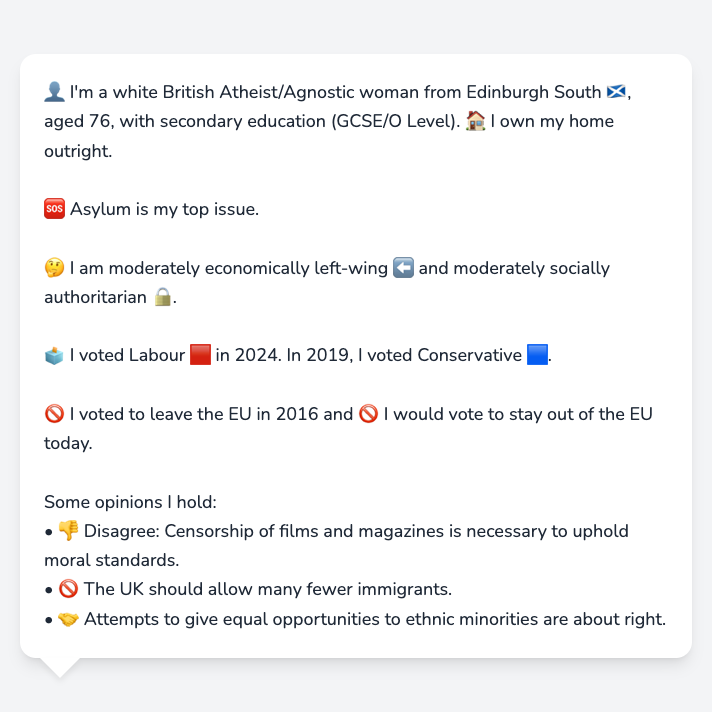 👤 I'm a white British Atheist/Agnostic woman from Edinburgh South 🏴󠁧󠁢󠁳󠁣󠁴󠁿,
aged 76, with secondary education (GCSE/O Level). 🏠 I own my home
outright.
🆘 Asylum is my top issue.
🤔 I am moderately economically left-wing ⬅️ and moderately socially
authoritarian 🔒.
🗳️ I voted Labour 🟥 in 2024. In 2019, I voted Conservative 🟦.
🚫 I voted to leave the EU in 2016 and 🚫 I would vote to stay out of the EU
today.
Some opinions I hold:
• 👎 Disagree: Censorship of films and magazines is necessary to uphold
moral standards.
• 🚫 The UK should allow many fewer immigrants.
• 🤝 Attempts to give equal opportunities to ethnic minorities are about right.